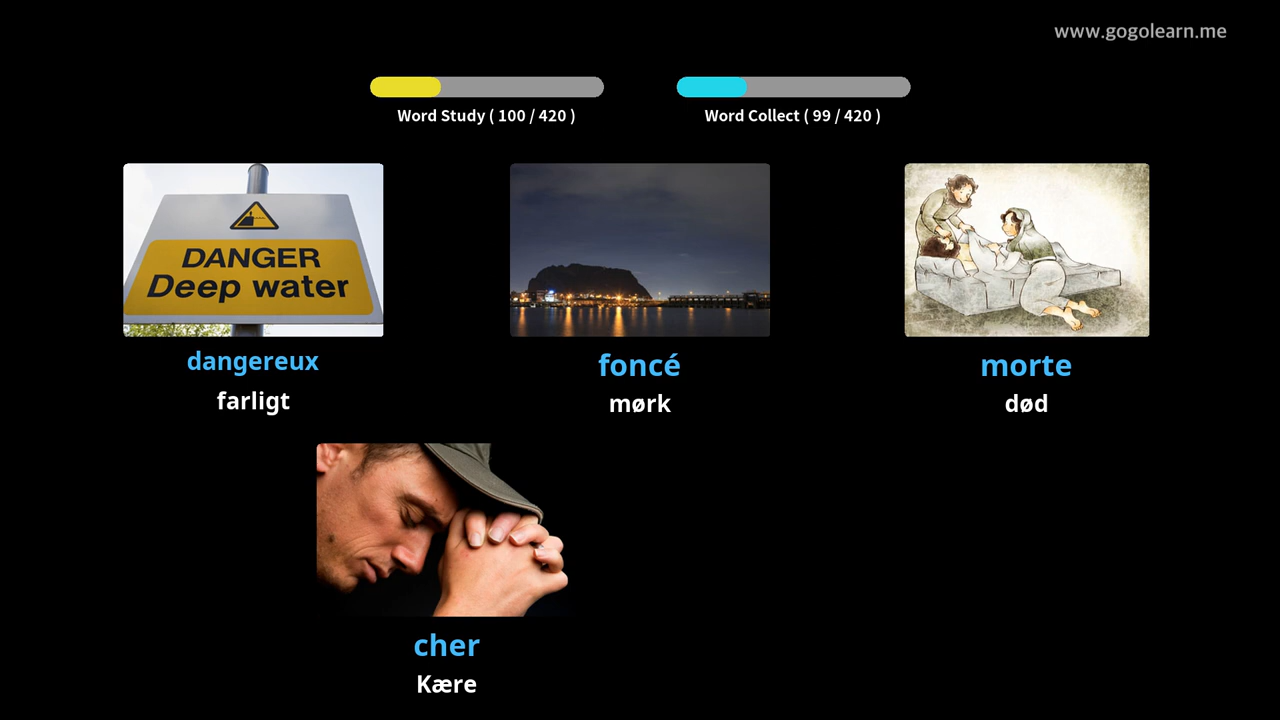 www.gogolearn.me
Word Study ( 100 / 420 )
Word Collect ( 99 / 420 )
DANGER
Deep water
dangereux
farligt
foncé
mørk
morte
død
cher
Kære